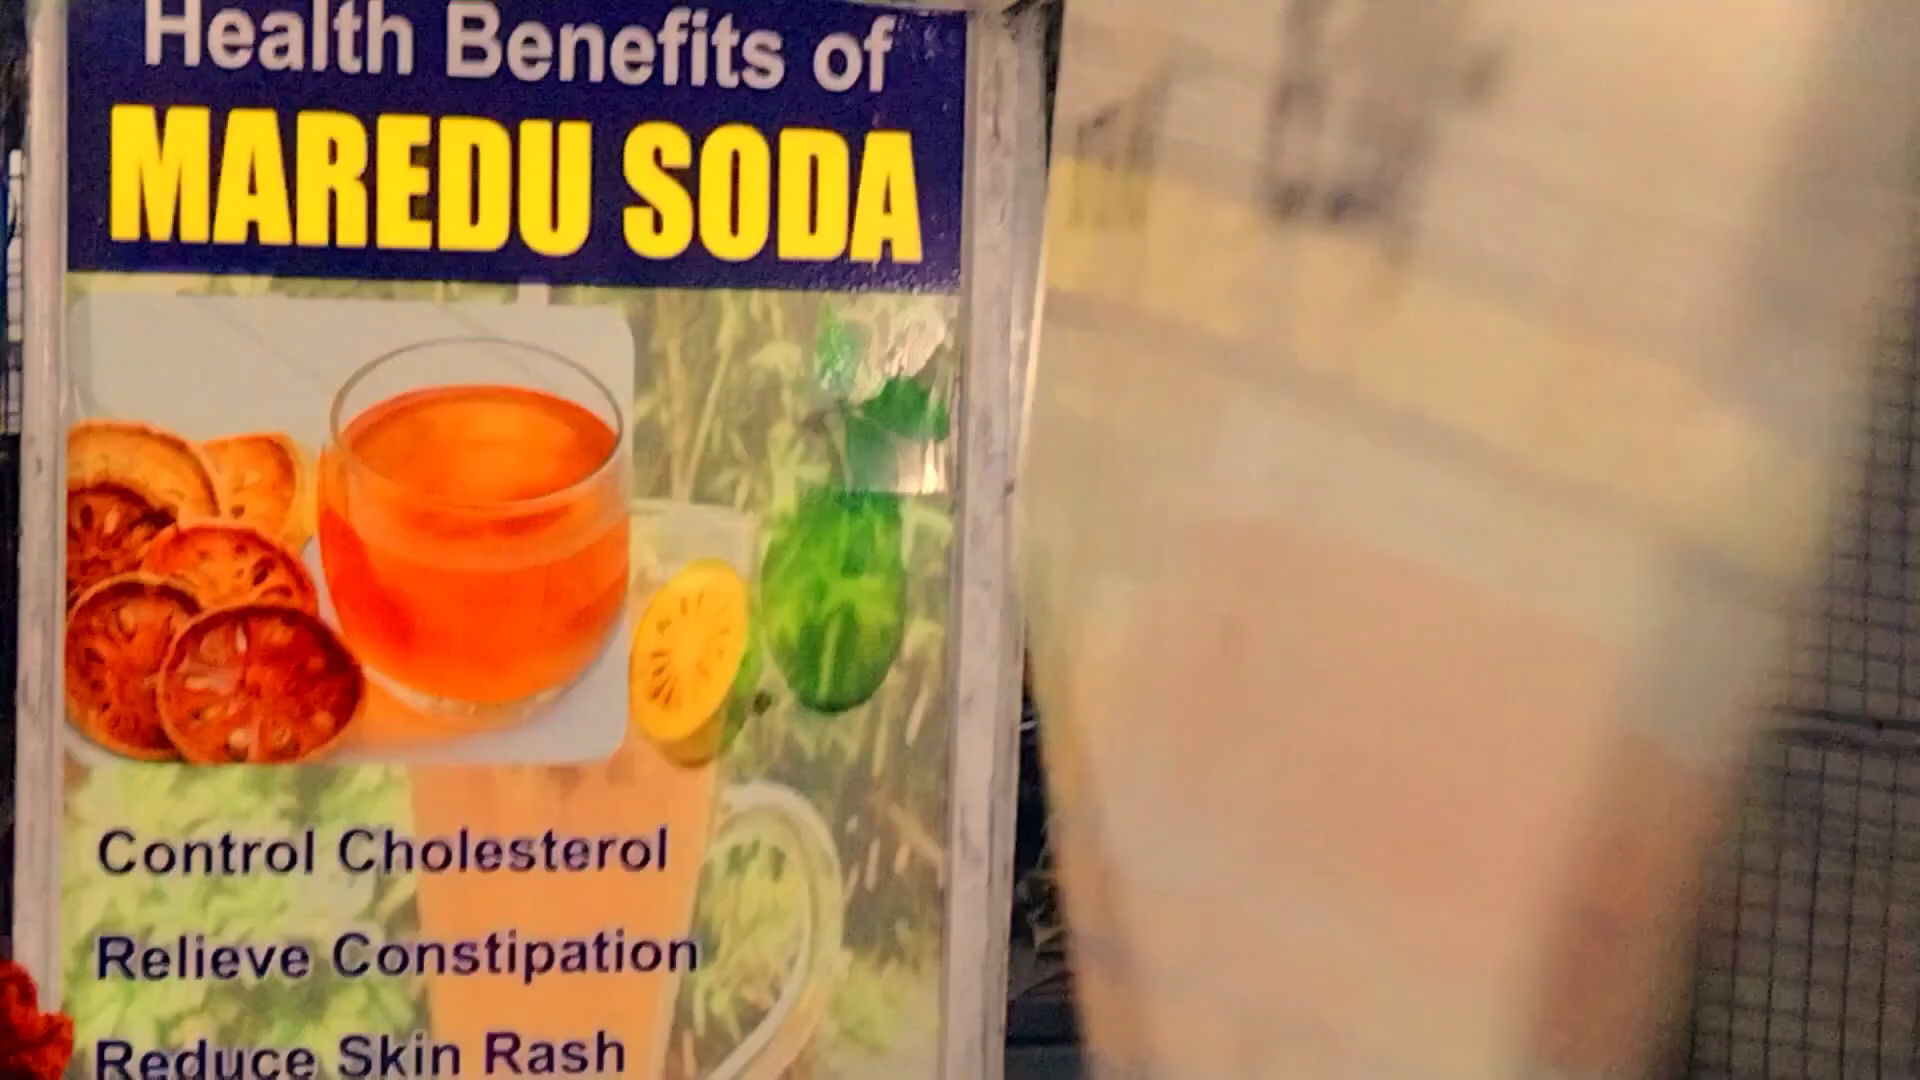 Health Benefits of
MAREDU SODA
Control Cholesterol
Relieve Constipation
Reduce Skin Rash